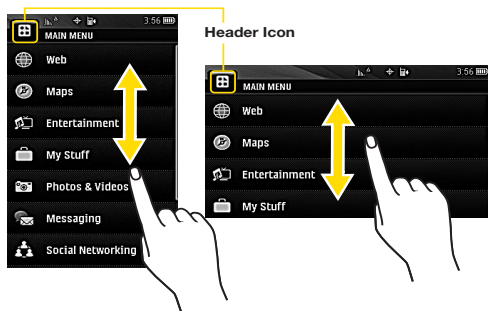 3:56
MAIN MENU
Web
Maps
Entertainment
My Stuff
Photos & Videos
Messaging
Social Networking
Header Icon
3:56
MAIN MENU
Web
Maps
Entertainment
My Stuff